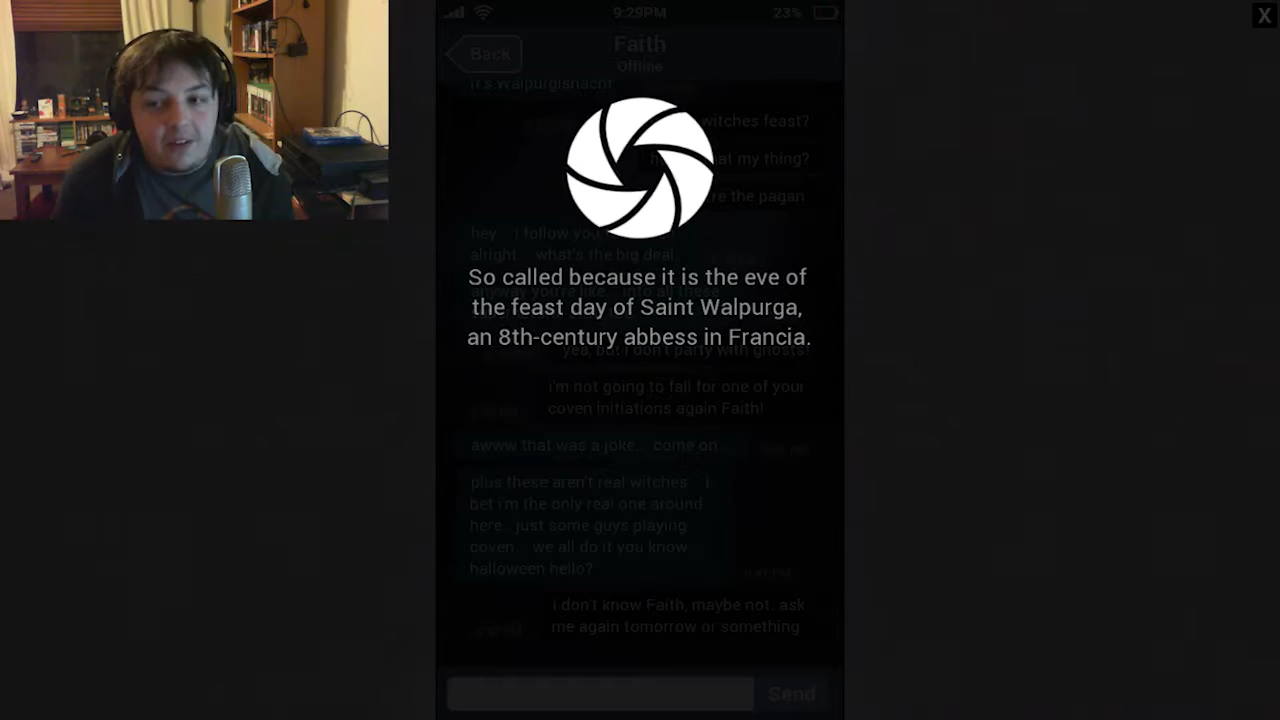 X
9:29PM
23%
Back
Faith
Offline
it's Walpurgisnacht
witches feast?
that my thing?
the pagan
hey i follow you
alright what's the big deal
So called because it is the eve of
the feast day of Saint Walpurga,
an 8th-century abbess in Francia.
yea, but i don't party with ghosts!
i'm not going to fall for one of your
coven initiations again Faith!
awww that was a joke. come on
plus these aren't real witches i
bet i'm the only real one around
here. just some guys playing
coven. we all do it you know
halloween hello?
i don't know Faith, maybe not. ask
me again tomorrow or something
Send